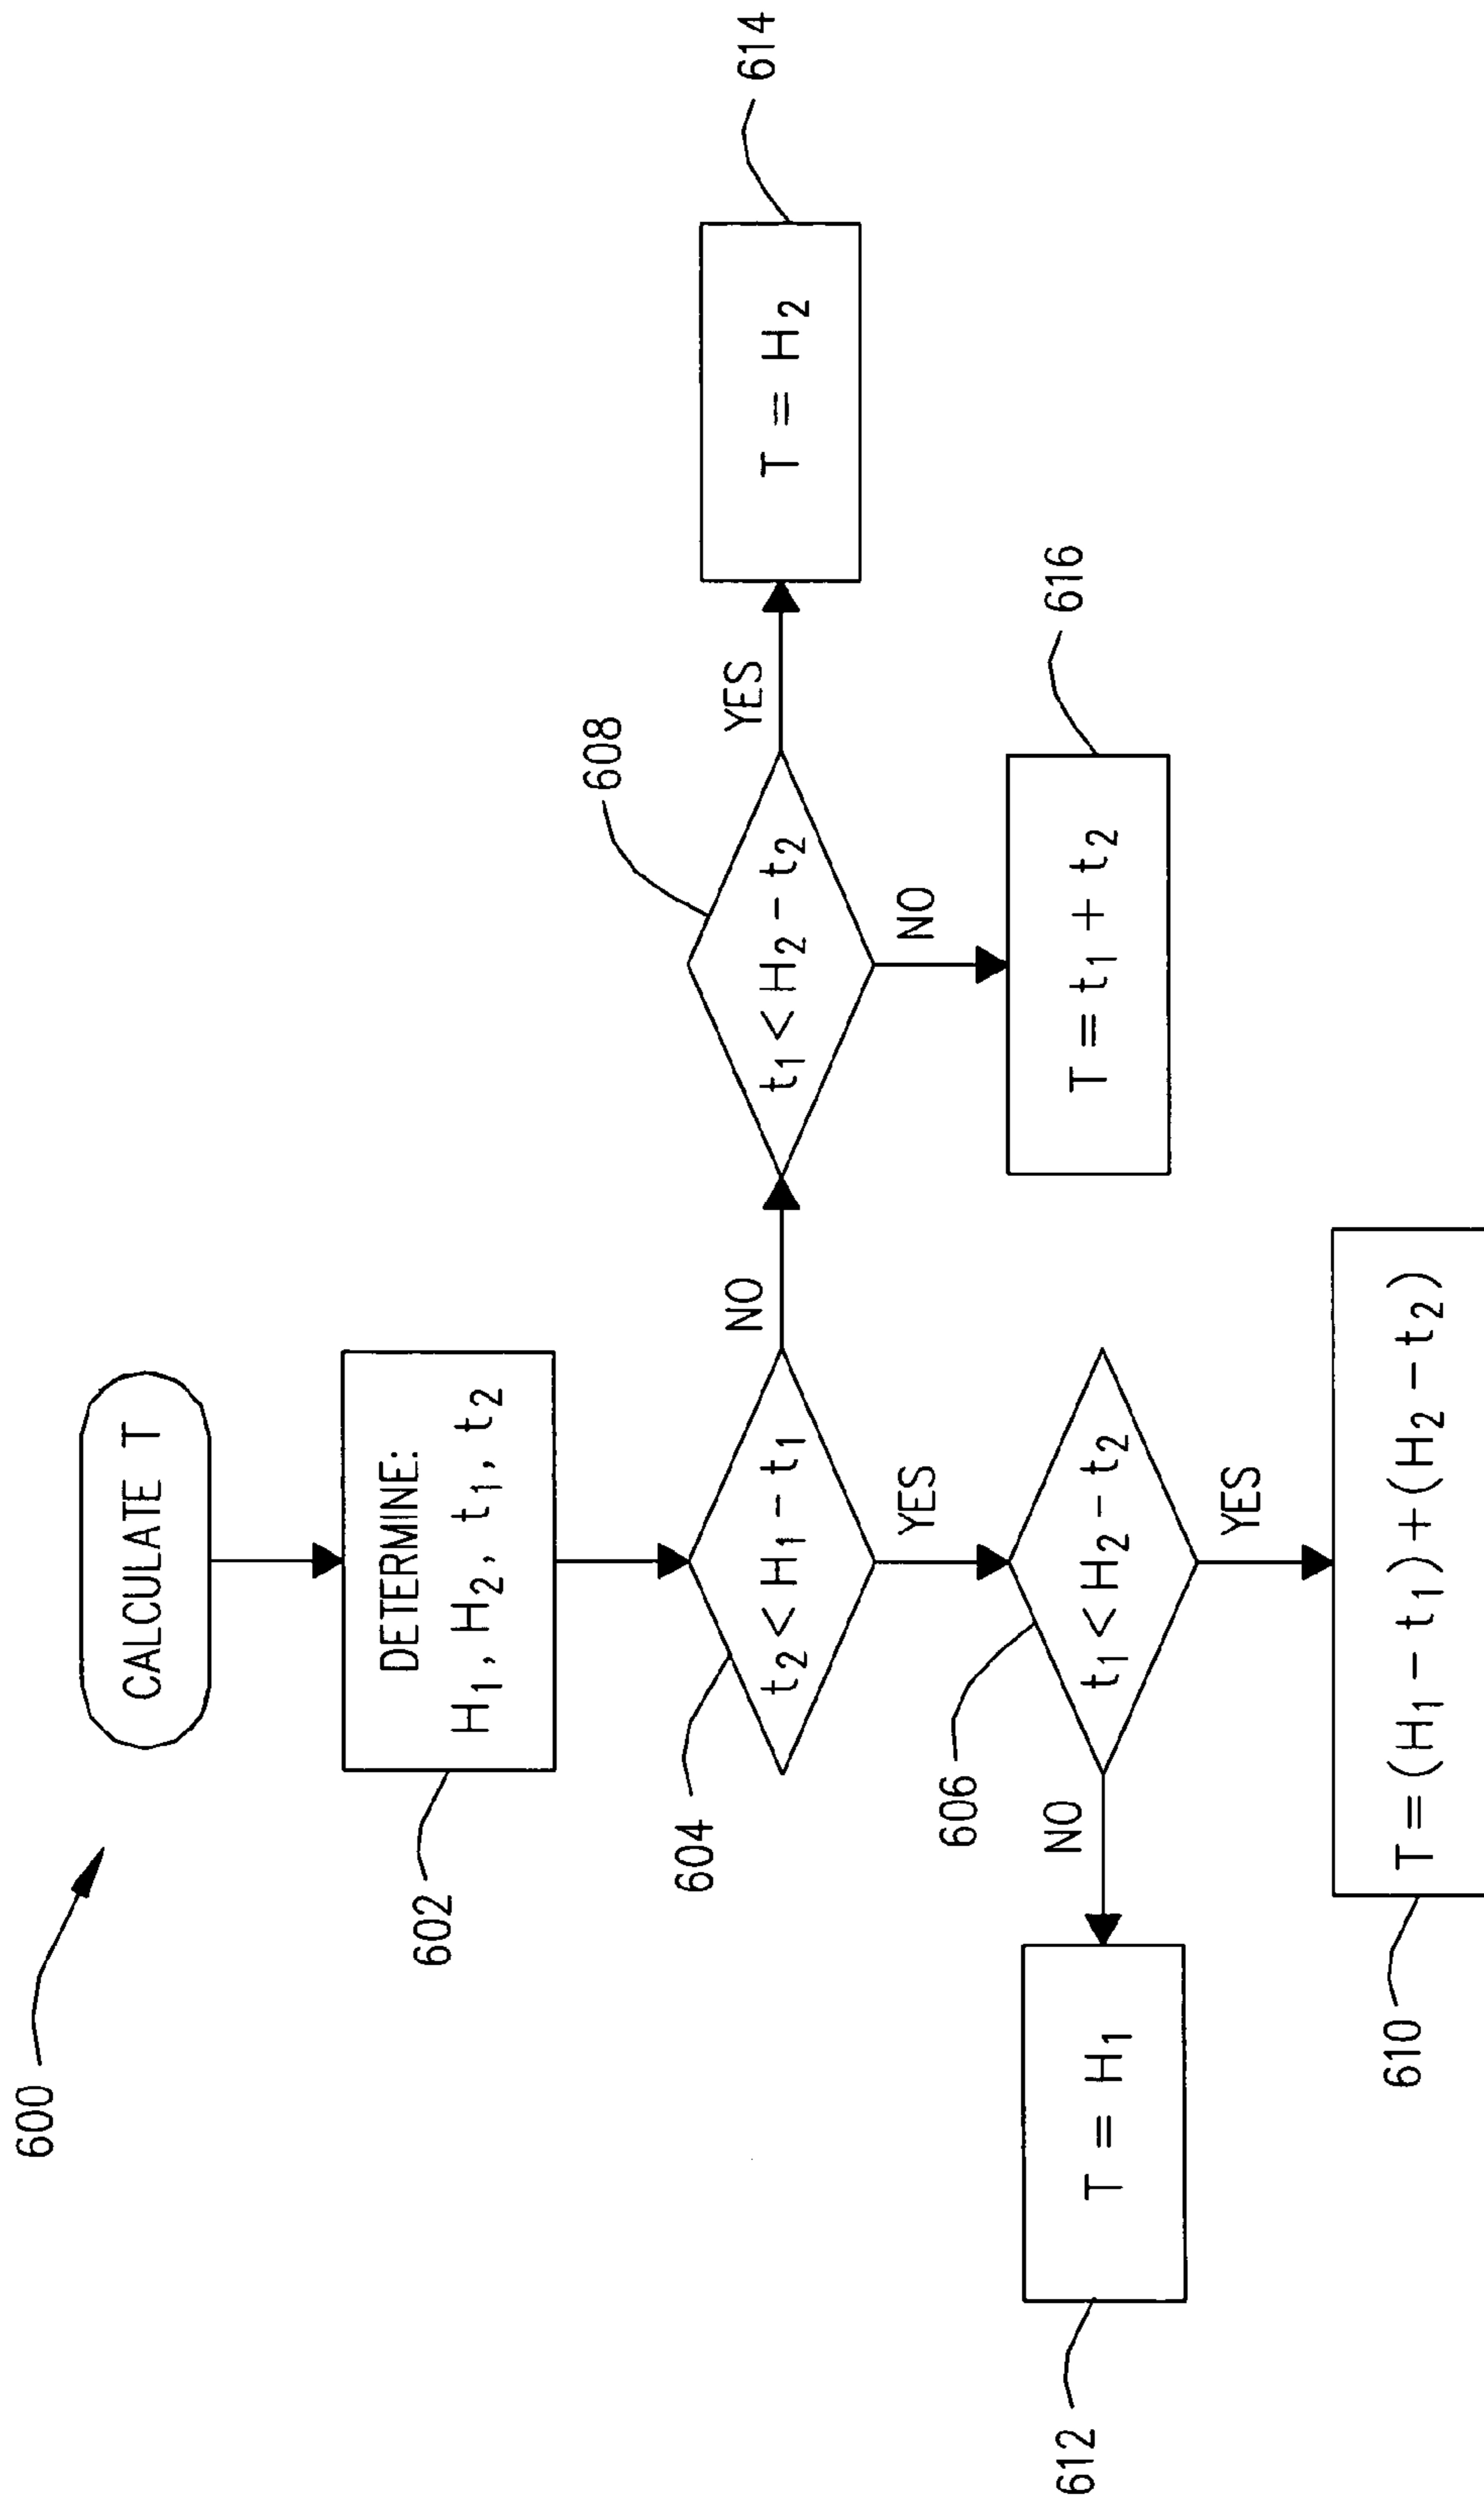 600
CALCULATE T
602
DETERMINE:
H₁, H₂, t₁, t₂
604
t₂ < H₁ - t₁
NO
608
t₁ < H₂ - t₂
YES
T = H₂
614
YES
NO
606
t₁ < H₂ - t₂
T = t₁ + t₂
616
NO
T = H₁
612
YES
T = (H₁ - t₁) + (H₂ - t₂)
610